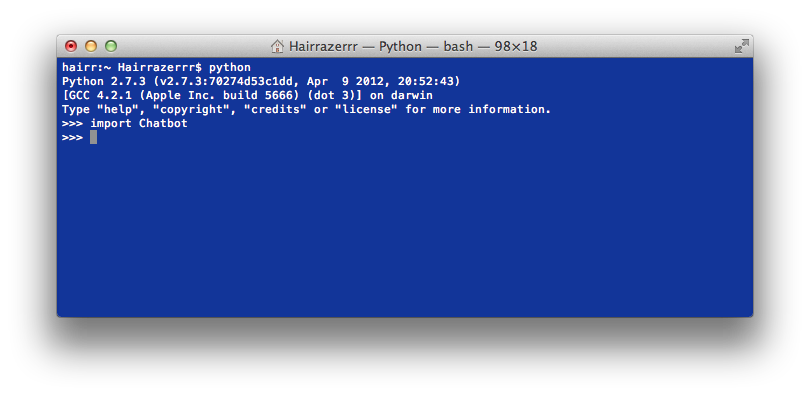 Hairrazerrr — Python — bash — 98×18
hairr:~ Hairrazerrr$ python
Python 2.7.3 (v2.7.3:70274d53c1dd, Apr  9 2012, 20:52:43)
[GCC 4.2.1 (Apple Inc. build 5666) (dot 3)] on darwin
Type "help", "copyright", "credits" or "license" for more information.
>>> import Chatbot
>>>